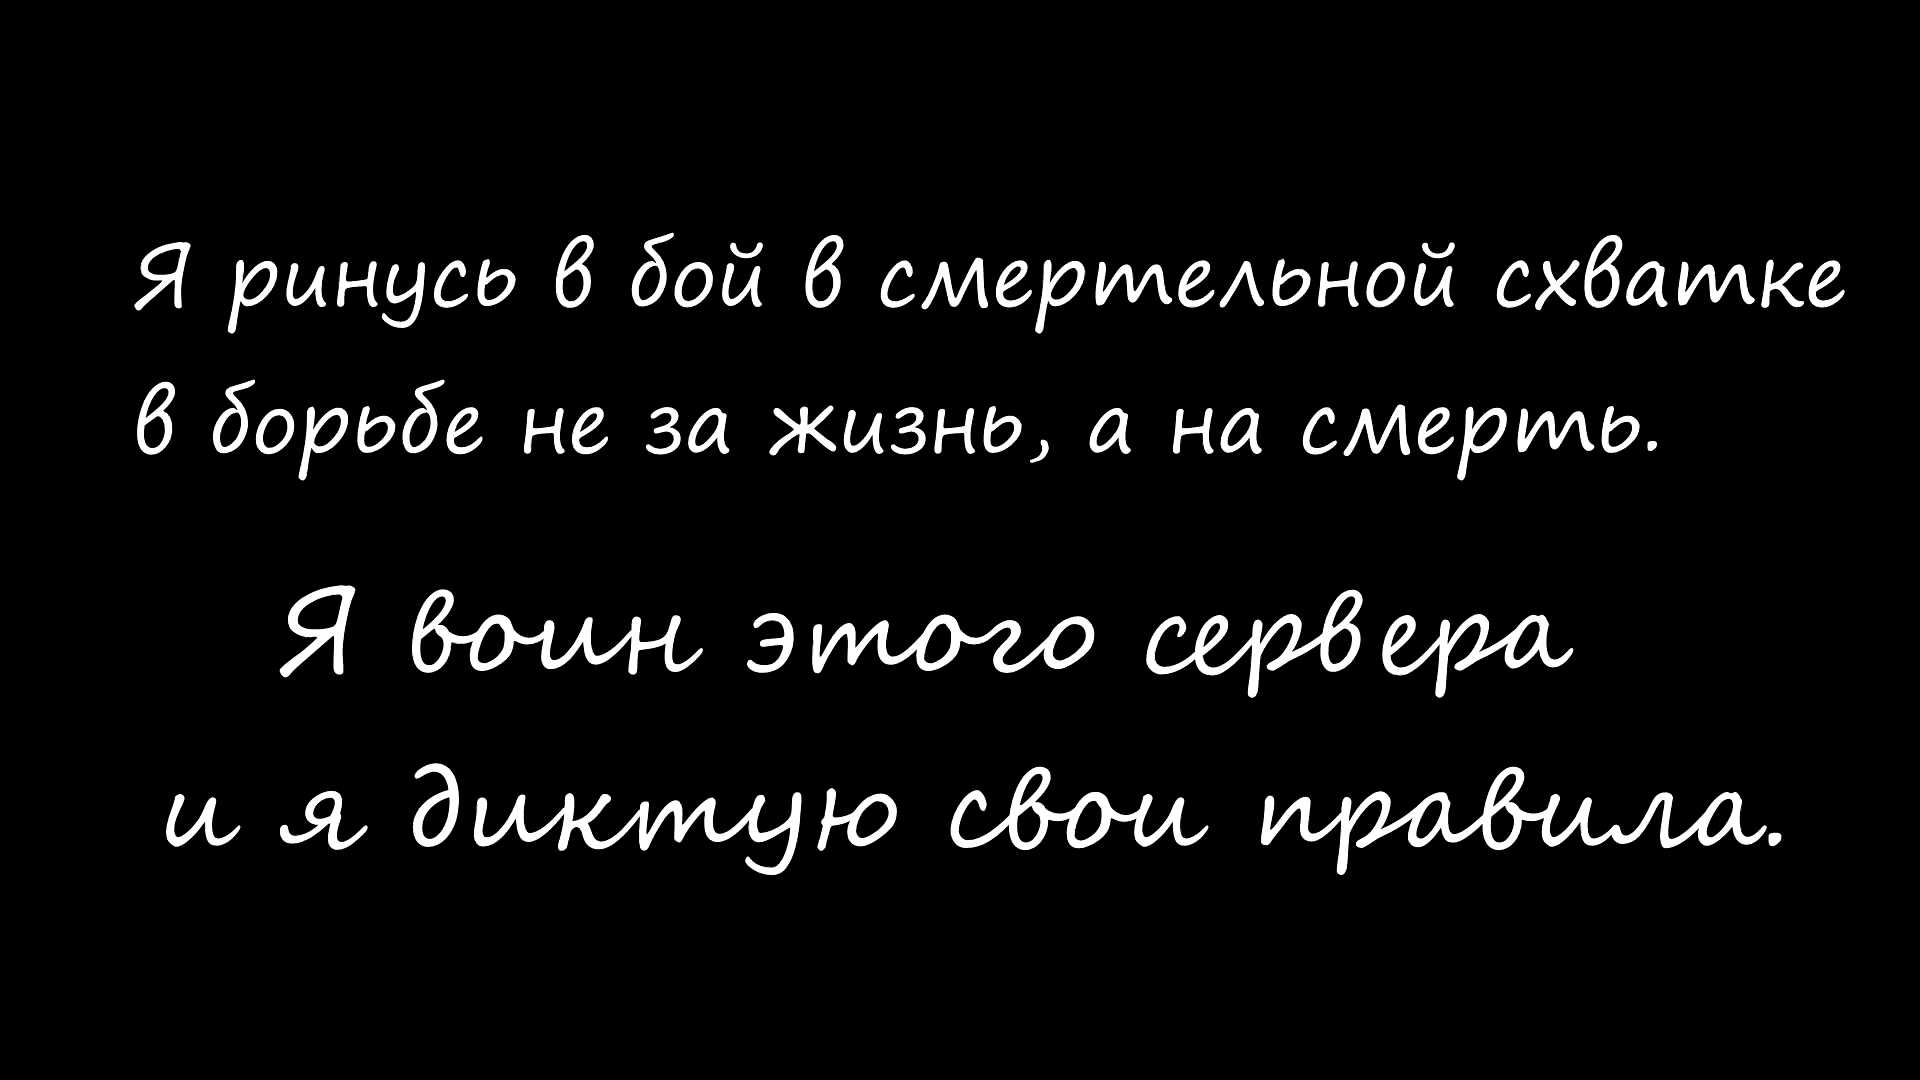 Я ринусь в бой в смертельной схватке
в борьбе не за жизнь, а на смерть.
Я воин этого сервера
и я диктую свои правила.